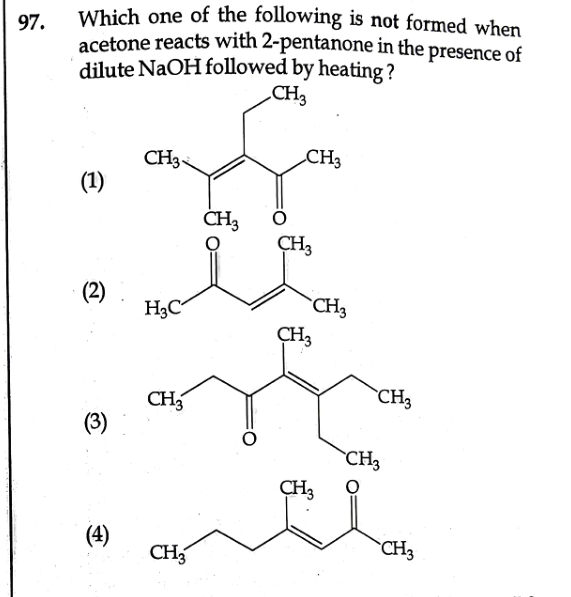 97. Which one of the following is not formed when
acetone reacts with 2-pentanone in the presence of
dilute NaOH followed by heating ?
CH3
CH3 CH3
(1)
CH3 O
O CH3
(2)
H3C CH3
CH3
CH3 CH3
(3)
O
CH3
CH3 O
(4)
CH3 CH3